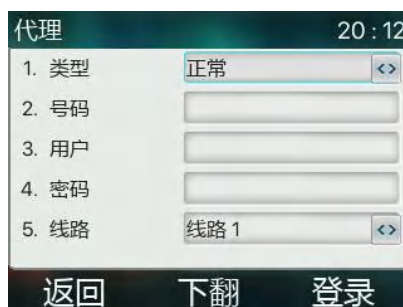 代理 20 : 12
1. 类型 正常
2. 号码
3. 用户
4. 密码
5. 线路 线路 1
返回 下翻 登录